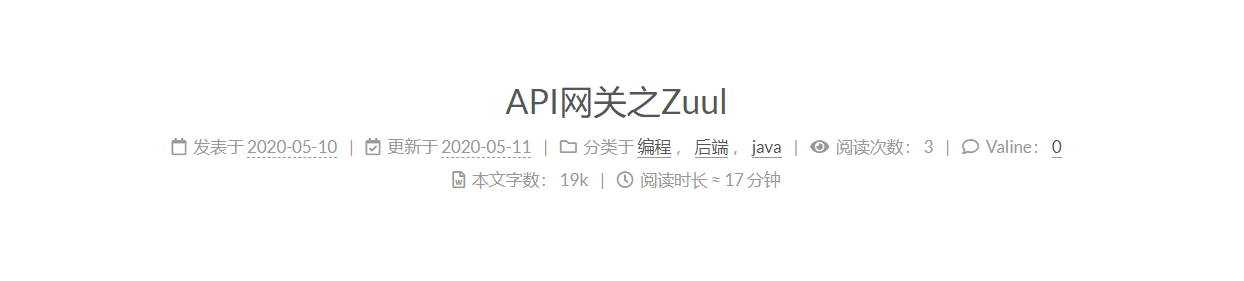 API网关之Zuul
发表于 2020-05-10 | 更新于 2020-05-11 | 分类于 编程 ， 后端 ， java | 阅读次数： 3 | Valine： 0
本文字数： 19k | 阅读时长 ≈ 17 分钟